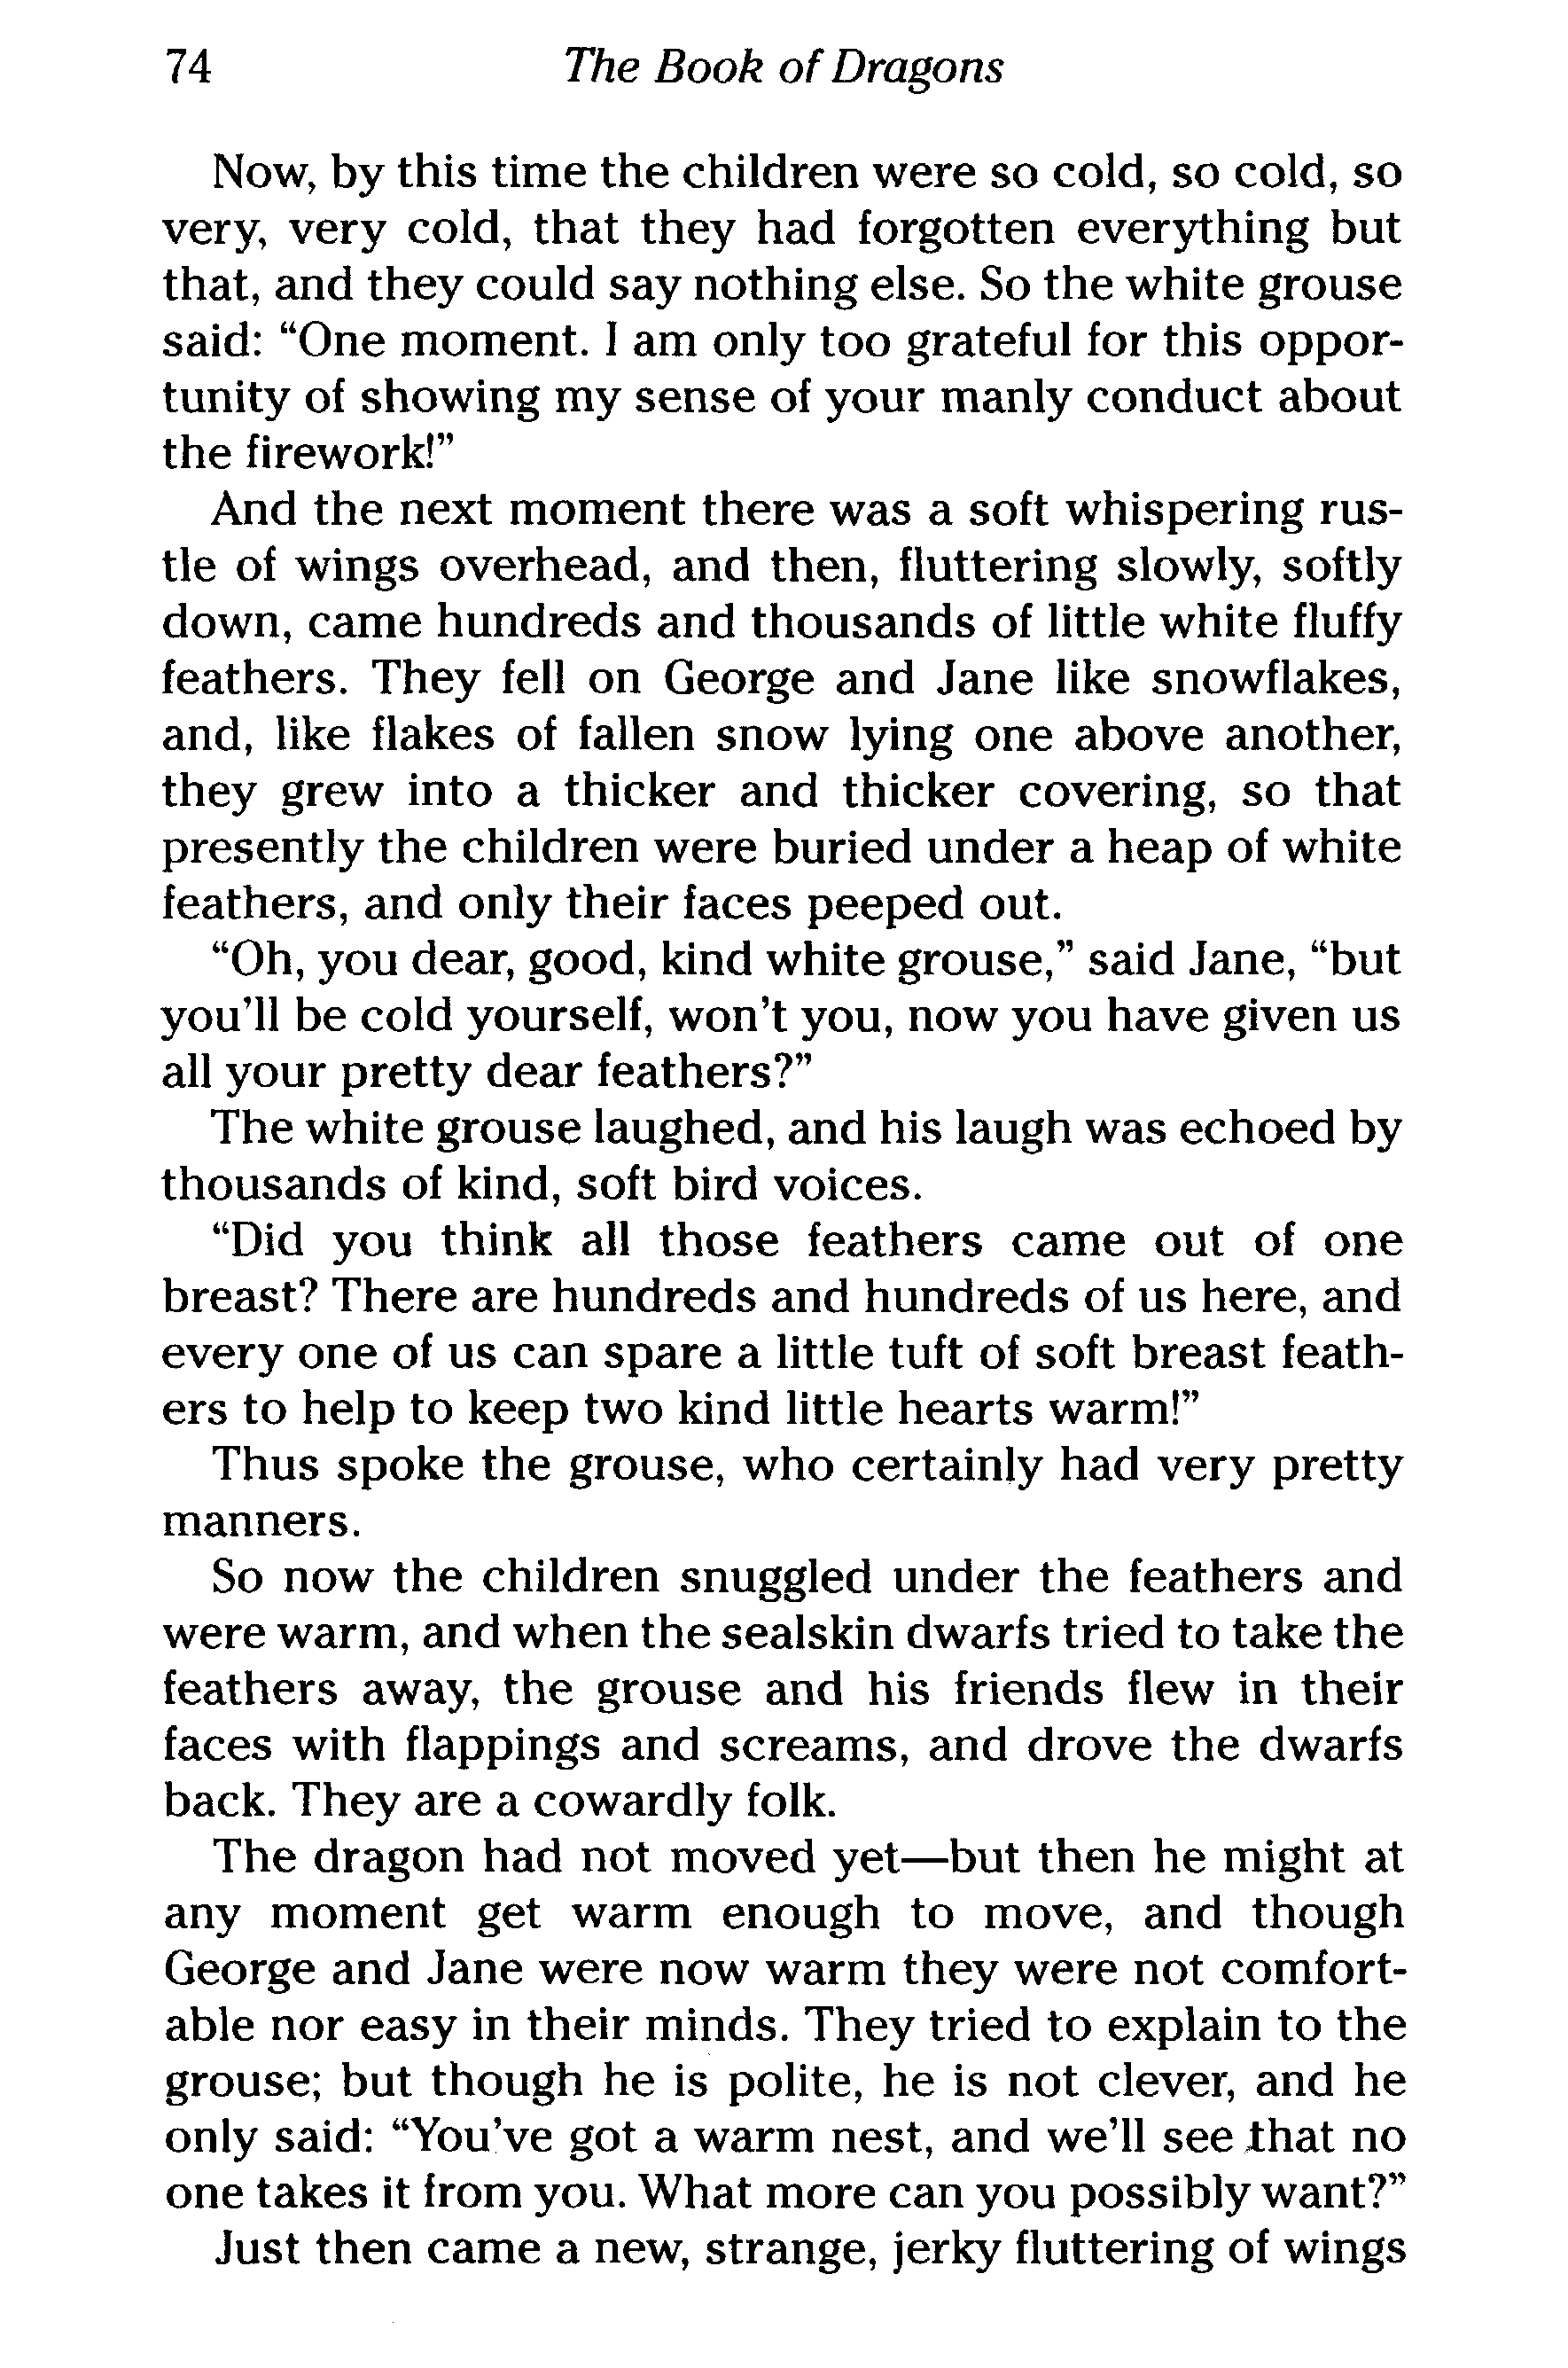 74 The Book of Dragons
Now, by this time the children were so cold, so cold, so
very, very cold, that they had forgotten everything but
that, and they could say nothing else. So the white grouse
said: “One moment. I am only too grateful for this oppor-
tunity of showing my sense of your manly conduct about
the firework!”
And the next moment there was a soft whispering rus-
tle of wings overhead, and then, fluttering slowly, softly
down, came hundreds and thousands of little white fluffy
feathers. They fell on George and Jane like snowflakes,
and, like flakes of fallen snow lying one above another,
they grew into a thicker and thicker covering, so that
presently the children were buried under a heap of white
feathers, and only their faces peeped out.
“Oh, you dear, good, kind white grouse,” said Jane, “but
you’ll be cold yourself, won’t you, now you have given us
all your pretty dear feathers?”
The white grouse laughed, and his laugh was echoed by
thousands of kind, soft bird voices.
“Did you think all those feathers came out of one
breast? There are hundreds and hundreds of us here, and
every one of us can spare a little tuft of soft breast feath-
ers to help to keep two kind little hearts warm!”
Thus spoke the grouse, who certainly had very pretty
manners.
So now the children snuggled under the feathers and
were warm, and when the sealskin dwarfs tried to take the
feathers away, the grouse and his friends flew in their
faces with flappings and screams, and drove the dwarfs
back. They are a cowardly folk.
The dragon had not moved yet—but then he might at
any moment get warm enough to move, and though
George and Jane were now warm they were not comfort-
able nor easy in their minds. They tried to explain to the
grouse; but though he is polite, he is not clever, and he
only said: “You’ve got a warm nest, and we’ll see that no
one takes it from you. What more can you possibly want?”
Just then came a new, strange, jerky fluttering of wings